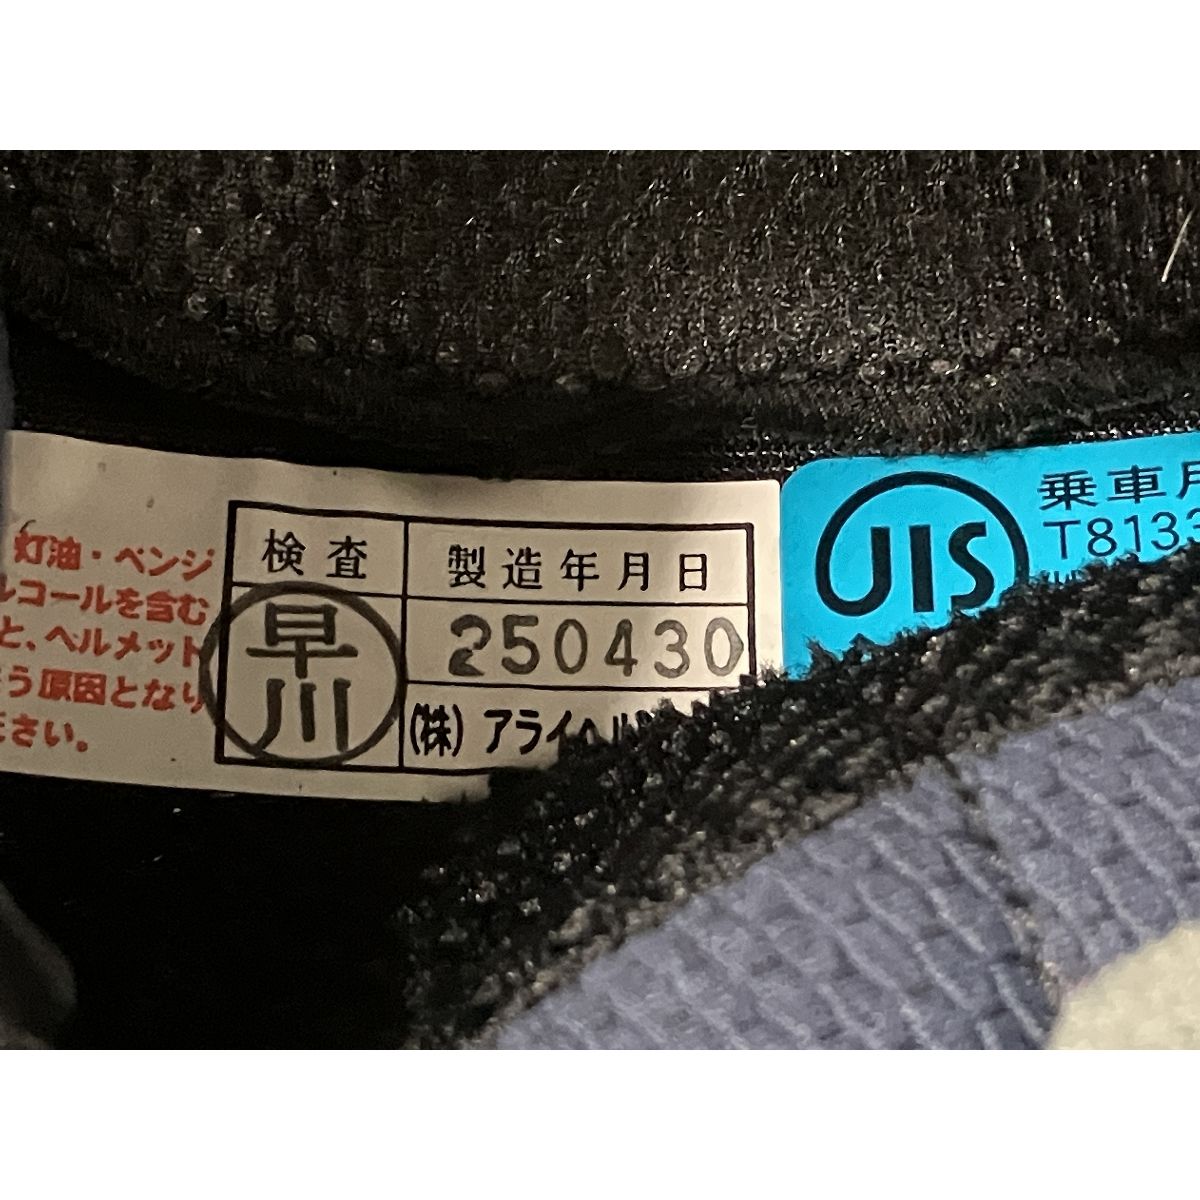 灯油・ベンジ
ルコールを含む
と、ヘルメット
う原因となり
ださい。
検査
製造年月日
早川
250430
(株)アライヘル
JIS
乗車用
T8133